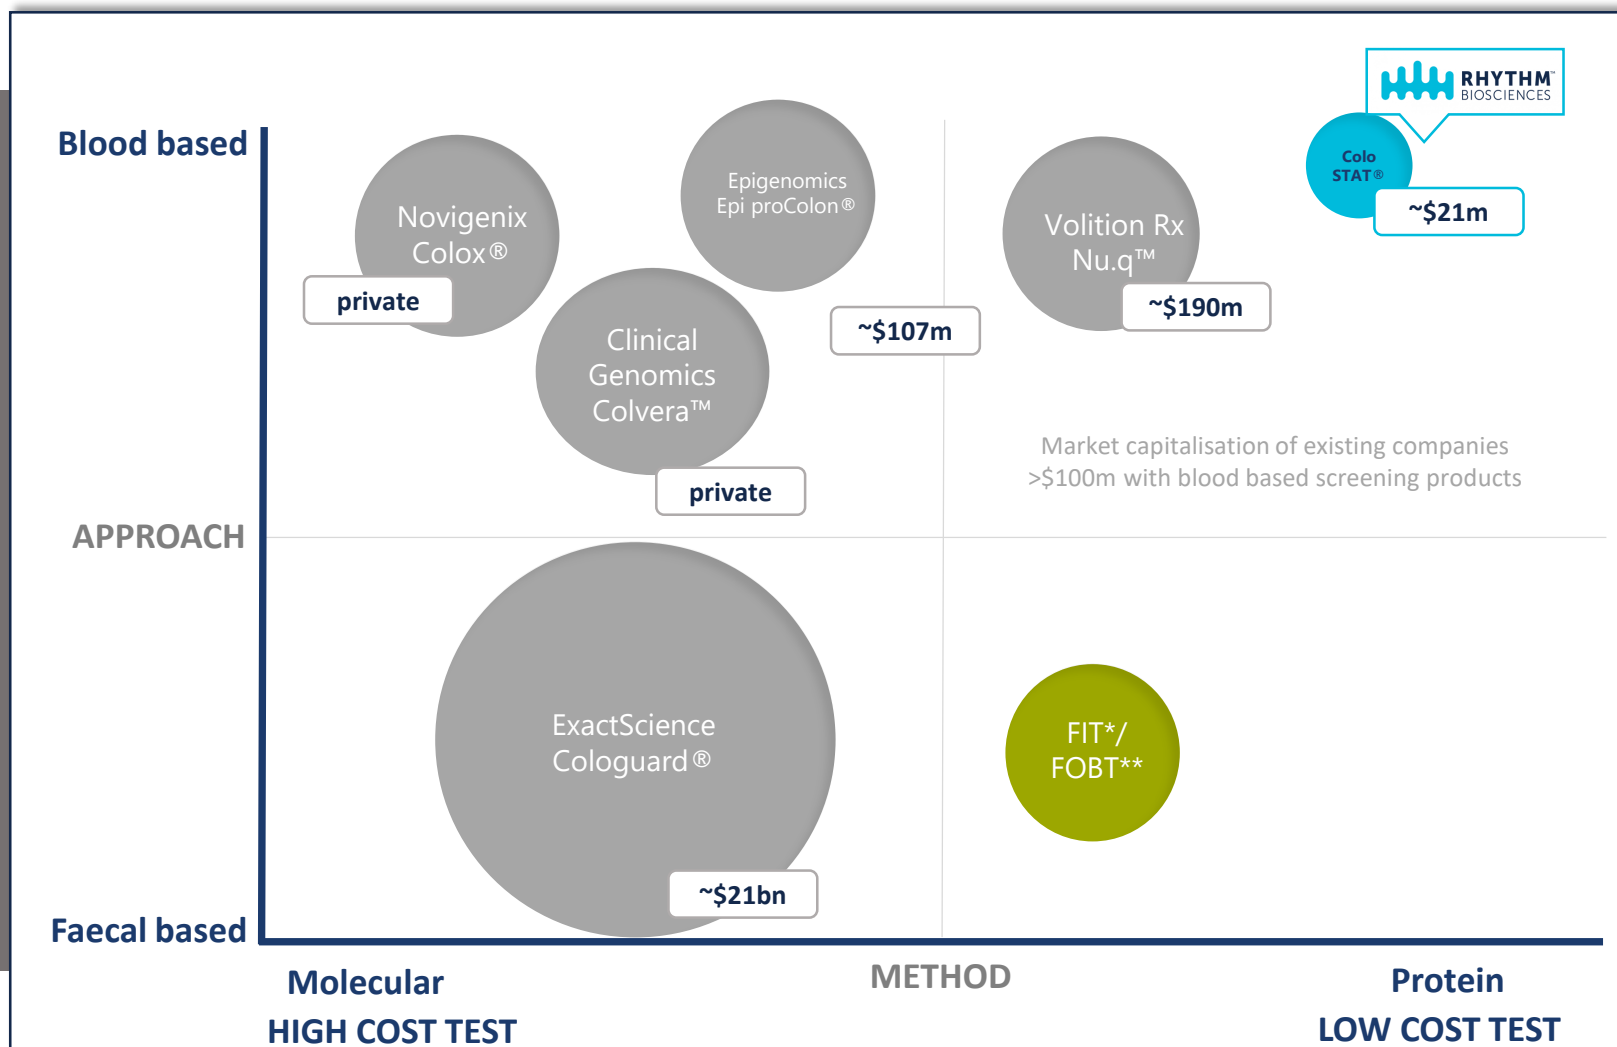 RHYTHM™
BIOSCIENCES
Blood based
Colo
STAT®
~$21m
Epigenomics
Epi proColon®
Novigenix
Colox®
private
Volition Rx
Nu.q™
~$190m
~$107m
Clinical
Genomics
Colvera™
private
Market capitalisation of existing companies
>$100m with blood based screening products
APPROACH
ExactScience
Cologuard®
~$21bn
FIT*/
FOBT**
Faecal based
Molecular
HIGH COST TEST
METHOD
Protein
LOW COST TEST